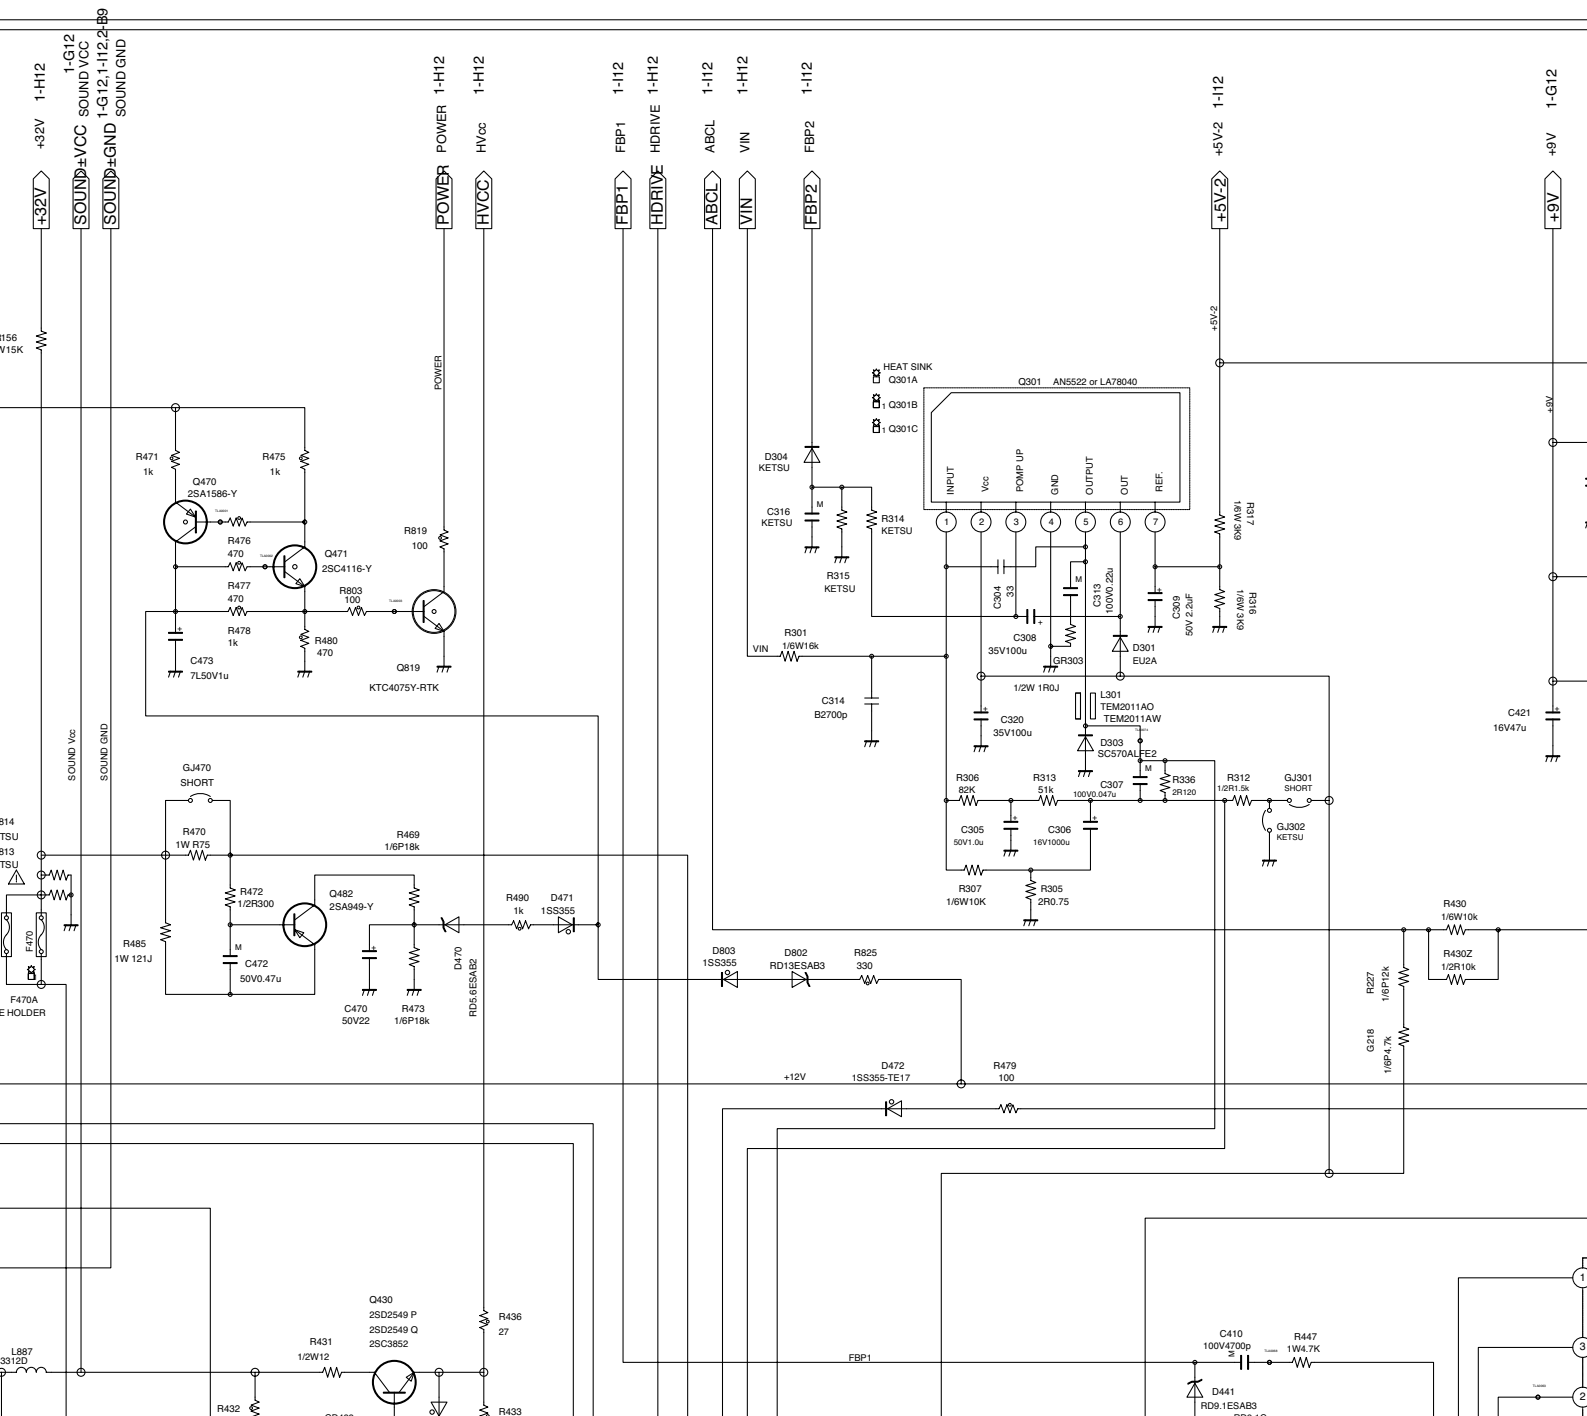 +32V 1-H12
1-G12
SOUND VCC
1-G12,1-I12,2-B9
SOUND GND
POWER 1-H12
HVcc 1-H12
FBP1 1-I12
HDRIVE 1-H12
ABCL 1-I12
VIN 1-H12
FBP2 1-I12
+5V-2 1-I12
+9V 1-G12
+32V
SOUND±VCC
SOUND±GND
POWER
HVCC
FBP1
HDRIVE
ABCL
VIN
FBP2
+5V-2
+9V
R156
W15K
POWER
+5V-2
+9V
HEAT SINK
Q301A
1 Q301B
1 Q301C
Q301 AN5522 or LA78040
INPUT
Vcc
POMP UP
GND
OUTPUT
OUT
REF.
1 2 3 4 5 6 7
R471
1k
R475
1k
Q470
2SA1586-Y
R476
470
Q471
2SC4116-Y
R477
470
R803
100
R478
1k
R480
470
C473
7L50V1u
R819
100
Q819
KTC4075Y-RTK
D304
KETSU
C316
KETSU
M
R314
KETSU
R315
KETSU
R317
1/6W 3K9
R316
1/6W 3K9
C304
33
M
C313
100V0.22u
C309
50V 2.2uF
C308
35V100u
GR303
D301
EU2A
VIN
R301
1/6W16k
C314
B2700p
1/2W 1R0J
C320
35V100u
L301
TEM2011AO
TEM2011AW
D303
SC570ALFE2
C421
16V47u
SOUND Vcc
SOUND GND
GJ470
SHORT
R306
82K
R313
51k
M
C307
100V0.047u
R336
2R120
R312
1/2R1.5k
GJ301
SHORT
814
TSU
813
TSU
R470
1W R75
R469
1/6P18k
C305
50V1.0u
C306
16V1000u
GJ302
KETSU
R472
1/2R300
Q482
2SA949-Y
R490
1k
D471
1SS355
R307
1/6W10K
R305
2R0.75
R430
1/6W10k
F470
R485
1W 121J
M
C472
50V0.47u
D470
RD5.6ESAB2
D803
1SS355
D802
RD13ESAB3
R825
330
R430Z
1/2R10k
R227
1/6P12k
F470A
E HOLDER
C470
50V22
R473
1/6P18k
G218
1/6P4.7k
+12V
D472
1SS355-TE17
R479
100
1
Q430
2SD2549 P
2SD2549 Q
2SC3852
R436
27
R431
1/2W12
L887
3312D
FBP1
C410
100V4700p
M
R447
1W4.7K
3
R432
R433
D441
RD9.1ESAB3
2